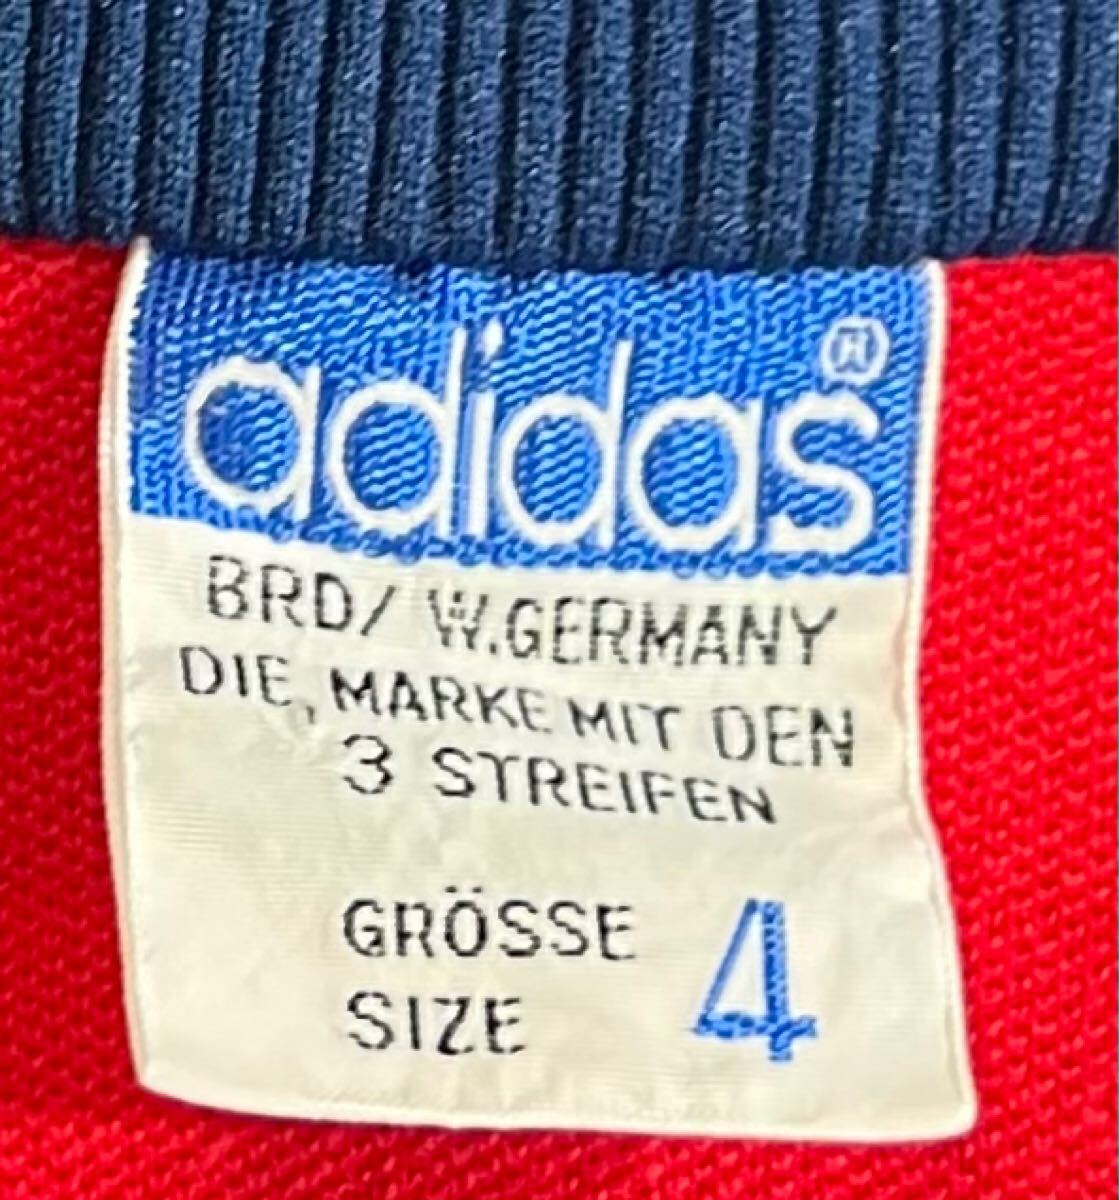 adidas®
BRD/ W.GERMANY
DIE MARKE MIT DEN
3 STREIFEN
GRÖSSE
SIZE
4